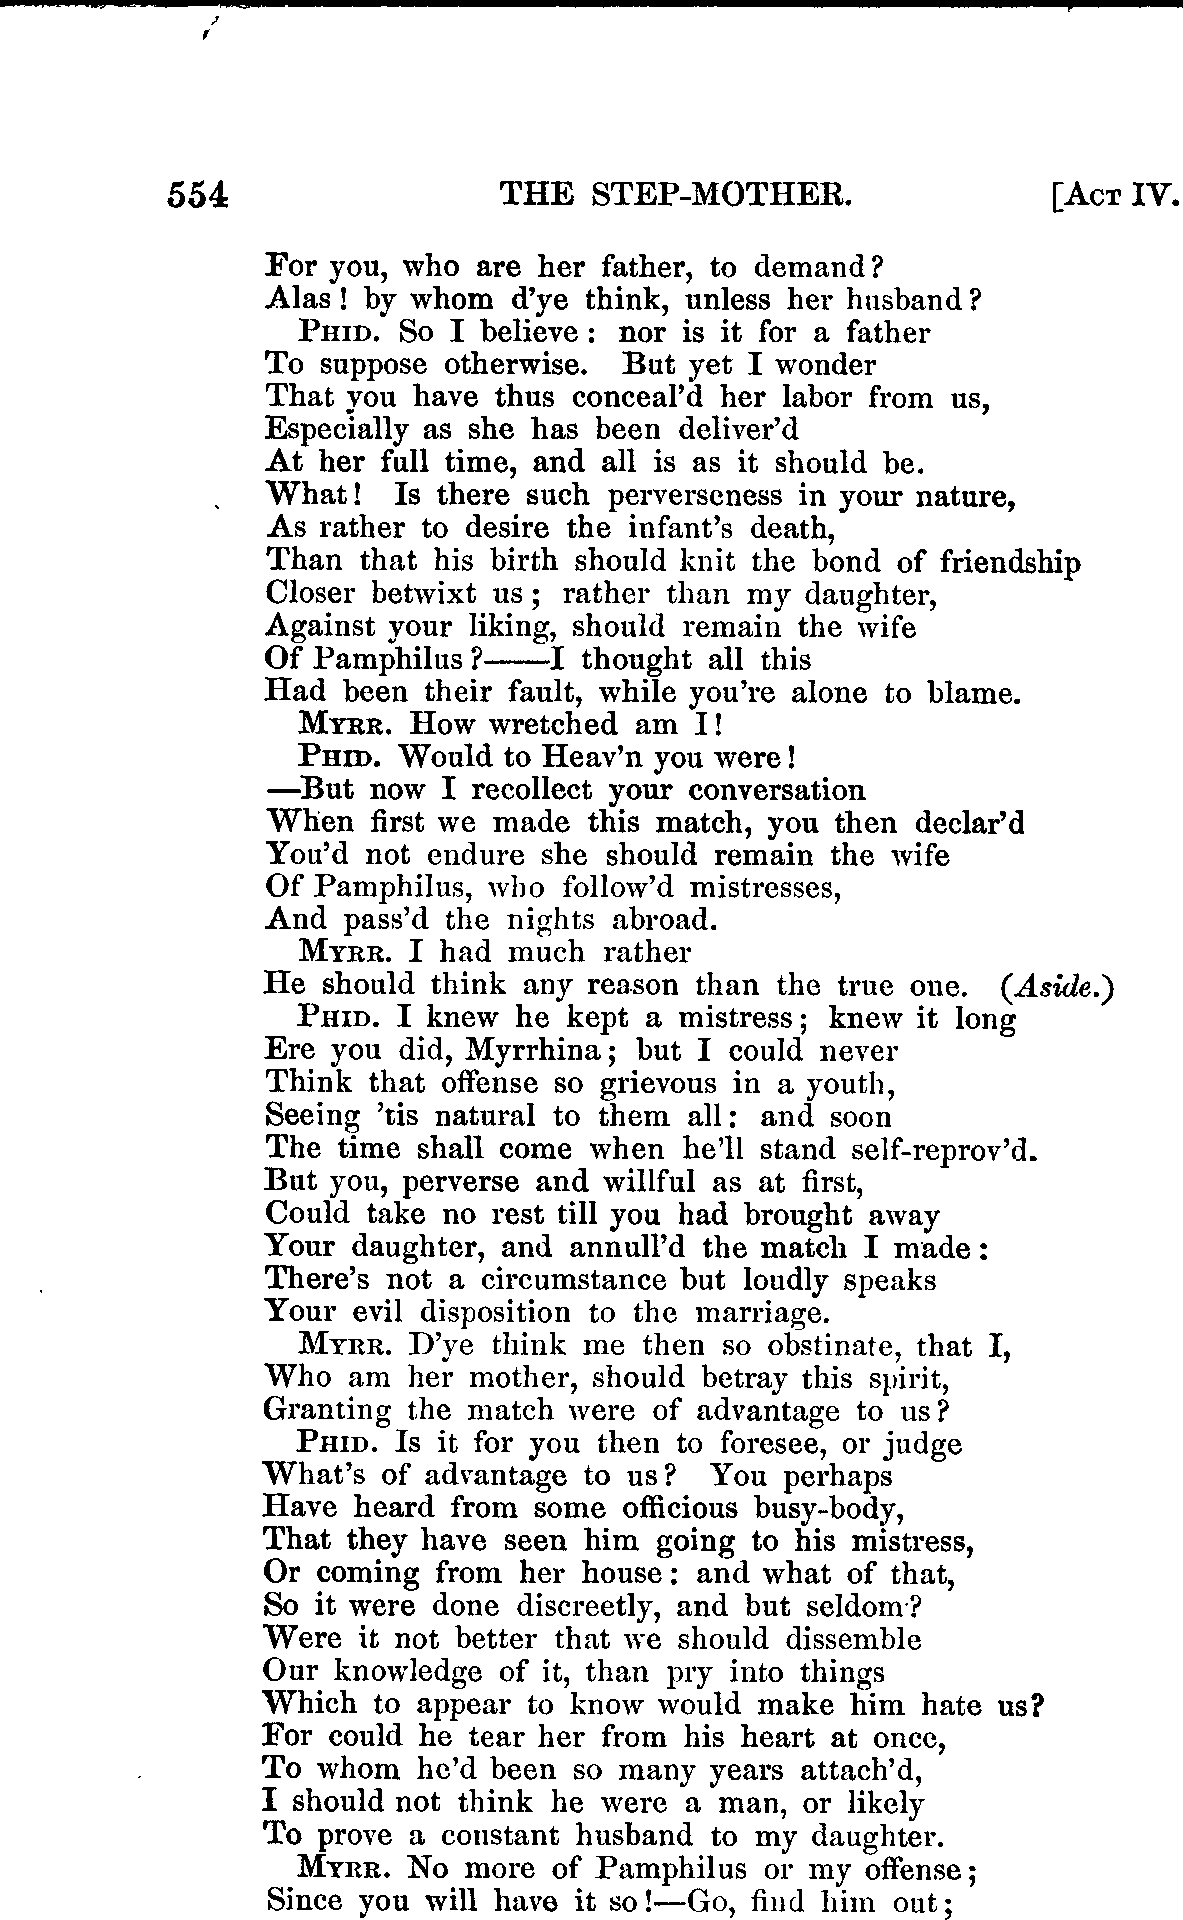 554 THE STEP-MOTHER. [ACT IV.
For you, who are her father, to demand?
Alas! by whom d'ye think, unless her husband?
PHID. So I believe: nor is it for a father
To suppose otherwise. But yet I wonder
That you have thus conceal'd her labor from us,
Especially as she has been deliver'd
At her full time, and all is as it should be.
What! Is there such perverseness in your nature,
As rather to desire the infant's death,
Than that his birth should knit the bond of friendship
Closer betwixt us; rather than my daughter,
Against your liking, should remain the wife
Of Pamphilus?——I thought all this
Had been their fault, while you're alone to blame.
MYRR. How wretched am I!
PHID. Would to Heav'n you were!
—But now I recollect your conversation
When first we made this match, you then declar'd
You'd not endure she should remain the wife
Of Pamphilus, who follow'd mistresses,
And pass'd the nights abroad.
MYRR. I had much rather
He should think any reason than the true one. (Aside.)
PHID. I knew he kept a mistress; knew it long
Ere you did, Myrrhina; but I could never
Think that offense so grievous in a youth,
Seeing 'tis natural to them all: and soon
The time shall come when he'll stand self-reprov'd.
But you, perverse and willful as at first,
Could take no rest till you had brought away
Your daughter, and annull'd the match I made:
There's not a circumstance but loudly speaks
Your evil disposition to the marriage.
MYRR. D'ye think me then so obstinate, that I,
Who am her mother, should betray this spirit,
Granting the match were of advantage to us?
PHID. Is it for you then to foresee, or judge
What's of advantage to us? You perhaps
Have heard from some officious busy-body,
That they have seen him going to his mistress,
Or coming from her house: and what of that,
So it were done discreetly, and but seldom?
Were it not better that we should dissemble
Our knowledge of it, than pry into things
Which to appear to know would make him hate us?
For could he tear her from his heart at once,
To whom he'd been so many years attach'd,
I should not think he were a man, or likely
To prove a constant husband to my daughter.
MYRR. No more of Pamphilus or my offense;
Since you will have it so!—Go, find him out;